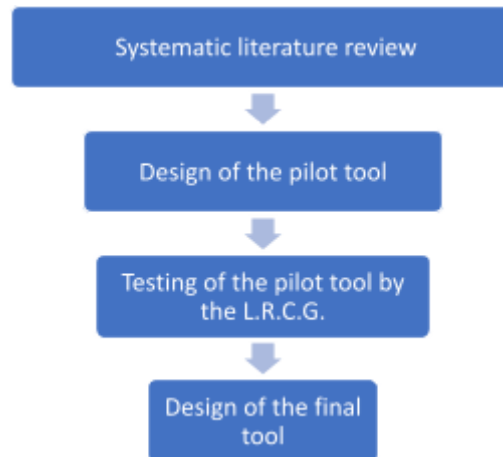 Systematic literature review
Design of the pilot tool
Testing of the pilot tool by
the L.R.C.G.
Design of the final
tool